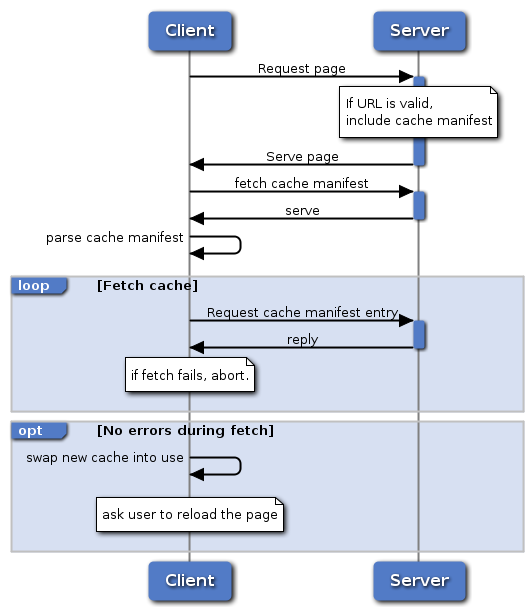 Client
Server
Request page
If URL is valid,
include cache manifest
Serve page
fetch cache manifest
serve
parse cache manifest
loop [Fetch cache]
Request cache manifest entry
reply
if fetch fails, abort.
opt [No errors during fetch]
swap new cache into use
ask user to reload the page
Client
Server